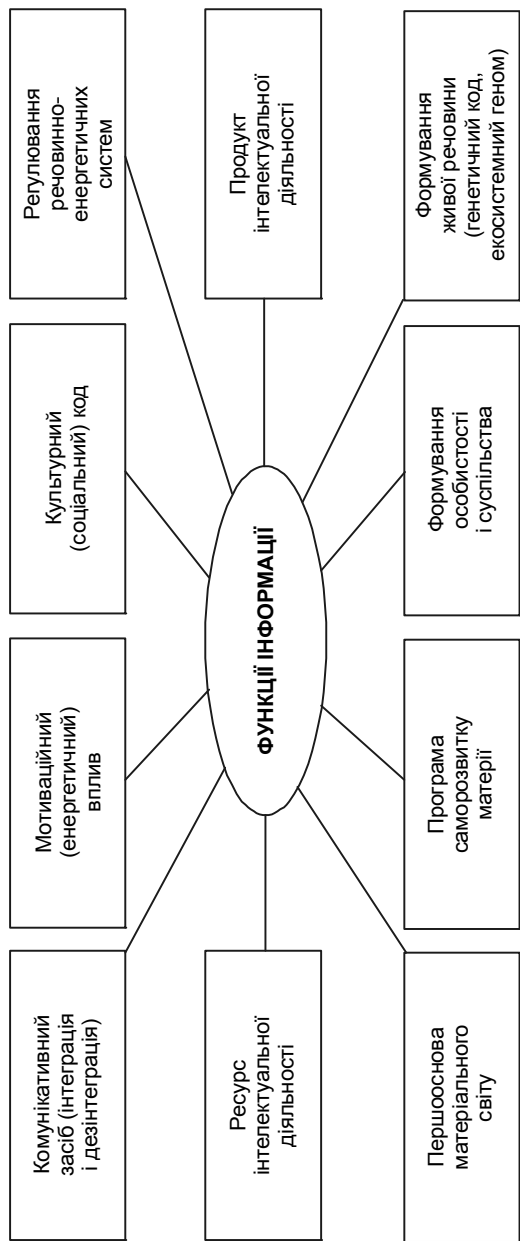 Комунікативний
засіб (інтеграція
і дезінтеграція)
Мотиваційний
(енергетичний)
вплив
Культурний
(соціальний) код
Регулювання
речовинно-
енергетичних
систем
Ресурс
інтелектуальної
діяльності
ФУНКЦІЇ ІНФОРМАЦІЇ
Продукт
інтелектуальної
діяльності
Першооснова
матеріального
світу
Програма
саморозвитку
матерії
Формування
особистості
і суспільства
Формування
живої речовини
(генетичний код,
екосистемний геном)